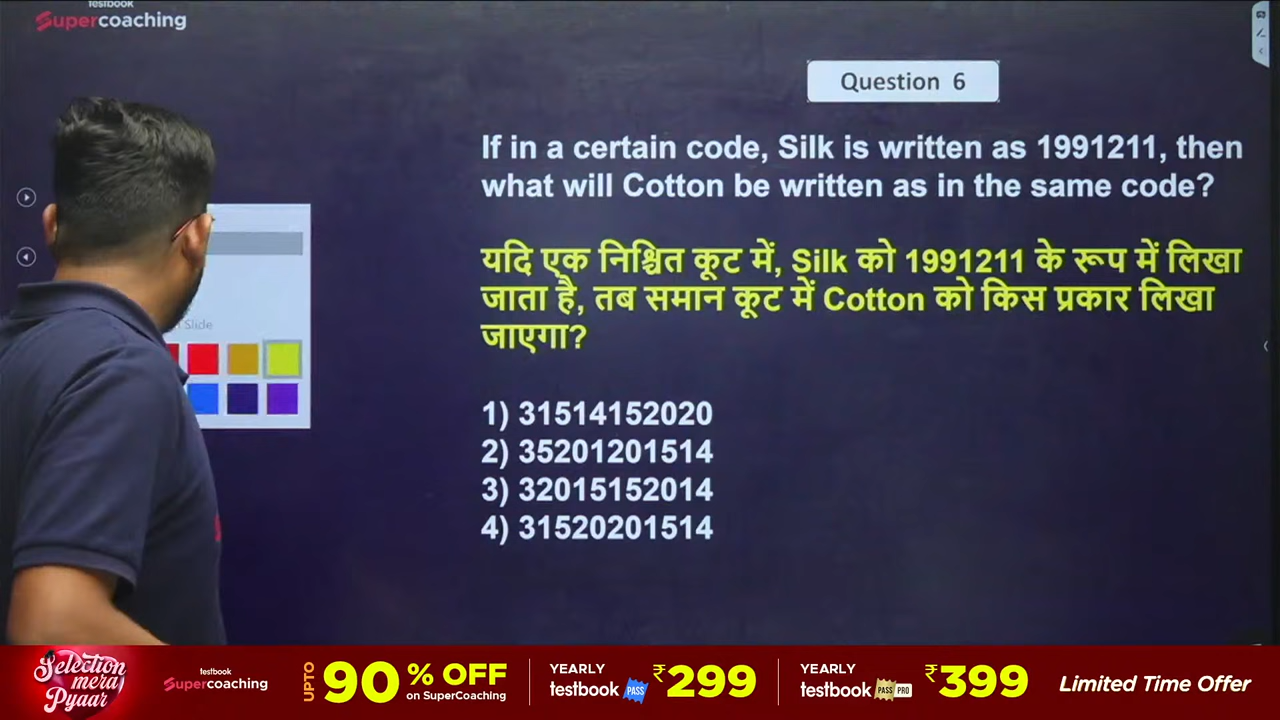 testbook
Supercoaching
Question 6
If in a certain code, Silk is written as 1991211, then
what will Cotton be written as in the same code?
यदि एक निश्चित कूट में, Silk को 1991211 के रूप में लिखा
जाता है, तब समान कूट में Cotton को किस प्रकार लिखा
जाएगा?
Slide
1) 31514152020
2) 35201201514
3) 32015152014
4) 31520201514
Selection
mera
Pyaar
testbook
Supercoaching
UPTO 90 % OFF
on SuperCoaching
YEARLY
testbook PASS
₹299
YEARLY
testbook PASS PRO
₹399
Limited Time Offer